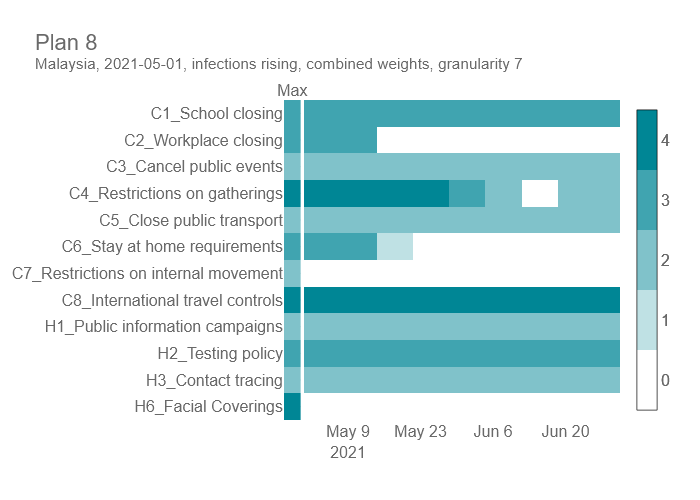 Plan 8
Malaysia, 2021-05-01, infections rising, combined weights, granularity 7
Max
C1_School closing
C2_Workplace closing
C3_Cancel public events
C4_Restrictions on gatherings
C5_Close public transport
C6_Stay at home requirements
C7_Restrictions on internal movement
C8_International travel controls
H1_Public information campaigns
H2_Testing policy
H3_Contact tracing
H6_Facial Coverings
May 9 May 23 Jun 6 Jun 20
2021
4
3
2
1
0